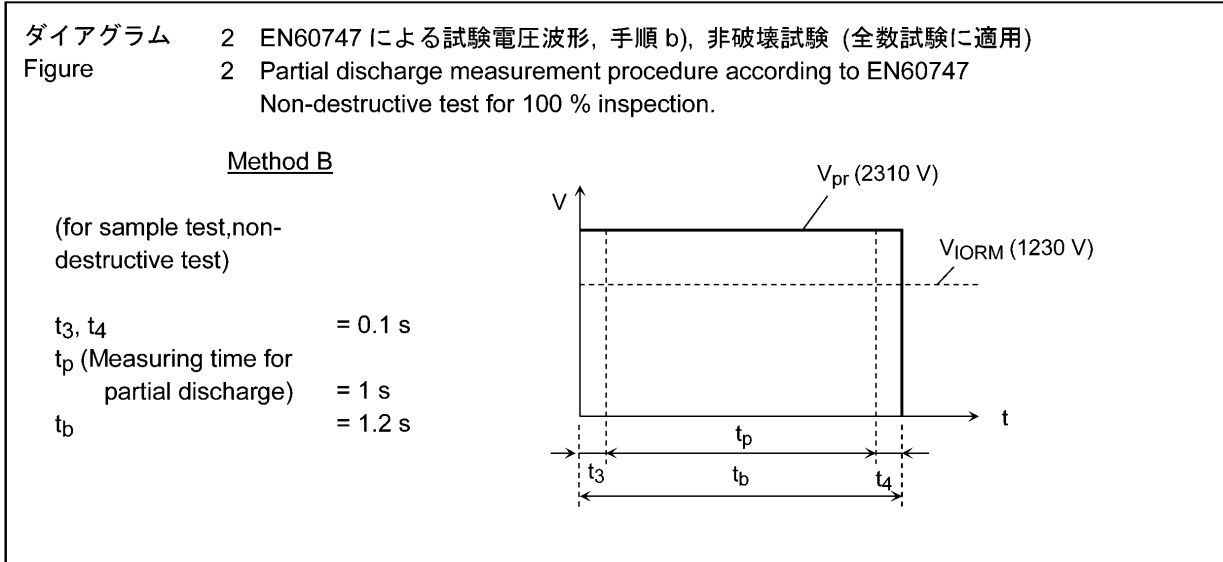 ダイアグラム 2 EN60747 による試験電圧波形, 手順 b), 非破壊試験 (全数試験に適用)
Figure 2 Partial discharge measurement procedure according to EN60747
Non-destructive test for 100 % inspection.
Method B
(for sample test,non-
destructive test)
t3, t4 = 0.1 s
tp (Measuring time for
partial discharge) = 1 s
tb = 1.2 s
Vpr (2310 V)
V
VIORM (1230 V)
t
tp
t3 tb t4